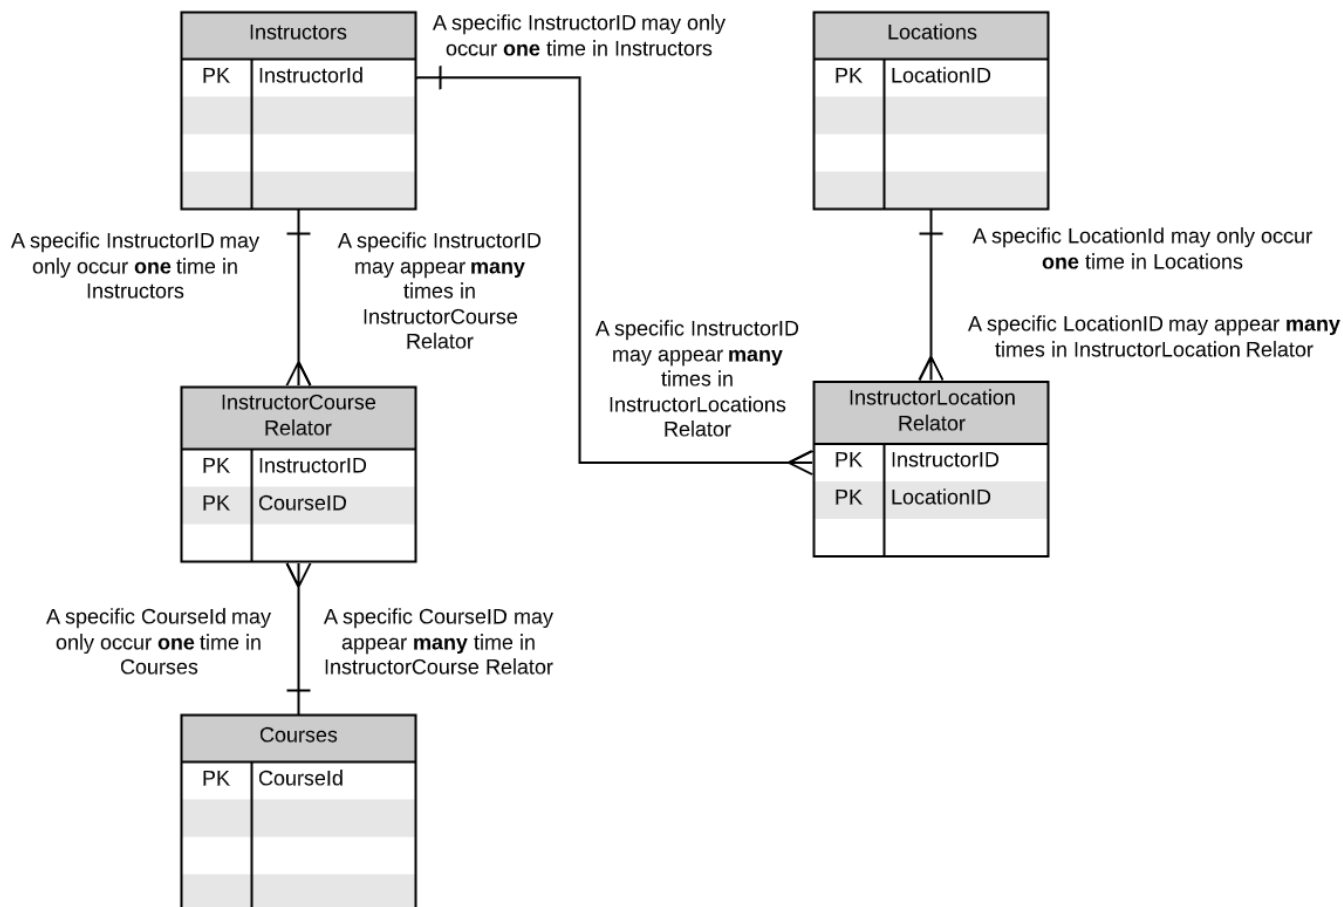 Instructors
PK InstructorId
A specific InstructorID may only
occur one time in Instructors
Locations
PK LocationID
A specific InstructorID may
only occur one time in
Instructors
A specific InstructorID
may appear many
times in
InstructorCourse
Relator
A specific LocationId may only occur
one time in Locations
A specific InstructorID
may appear many
times in
InstructorLocations
Relator
A specific LocationID may appear many
times in InstructorLocation Relator
InstructorCourse
Relator
PK InstructorID
PK CourseID
InstructorLocation
Relator
PK InstructorID
PK LocationID
A specific CourseId may
only occur one time in
Courses
A specific CourseID may
appear many time in
InstructorCourse Relator
Courses
PK CourseId